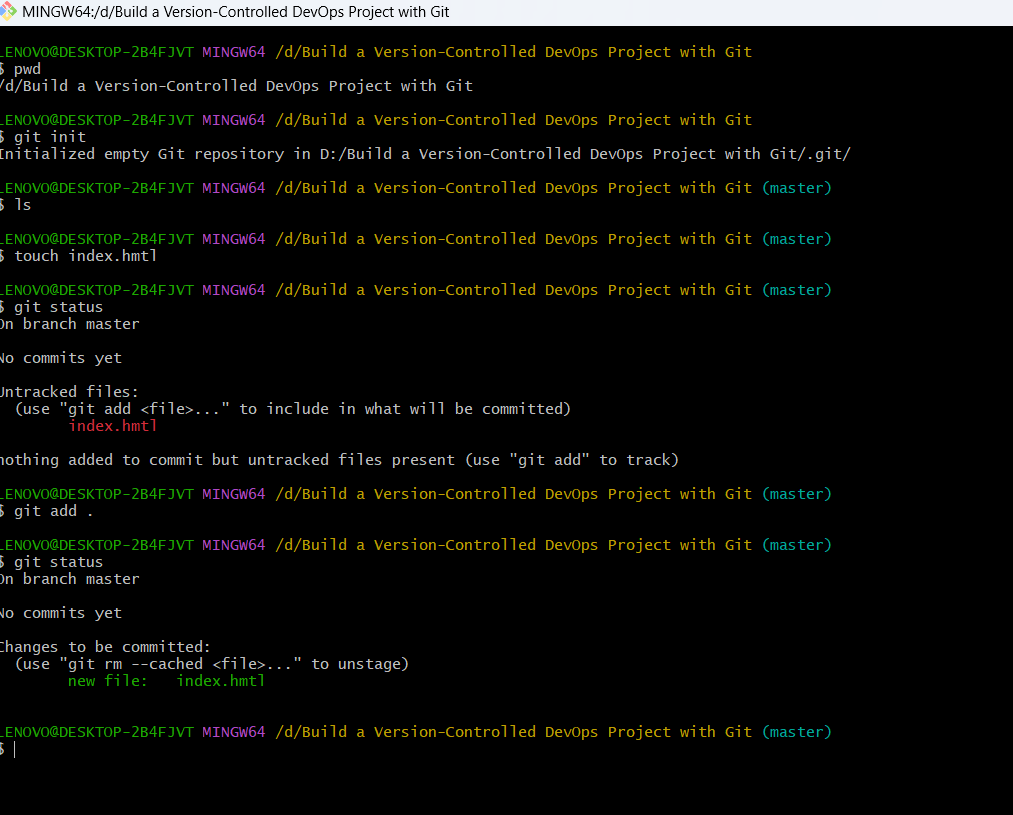 MINGW64:/d/Build a Version-Controlled DevOps Project with Git
LENOVO@DESKTOP-2B4FJVT MINGW64 /d/Build a Version-Controlled DevOps Project with Git
$ pwd
/d/Build a Version-Controlled DevOps Project with Git
LENOVO@DESKTOP-2B4FJVT MINGW64 /d/Build a Version-Controlled DevOps Project with Git
$ git init
Initialized empty Git repository in D:/Build a Version-Controlled DevOps Project with Git/.git/
LENOVO@DESKTOP-2B4FJVT MINGW64 /d/Build a Version-Controlled DevOps Project with Git (master)
$ ls
LENOVO@DESKTOP-2B4FJVT MINGW64 /d/Build a Version-Controlled DevOps Project with Git (master)
$ touch index.hmtl
LENOVO@DESKTOP-2B4FJVT MINGW64 /d/Build a Version-Controlled DevOps Project with Git (master)
$ git status
On branch master
No commits yet
Untracked files:
(use "git add <file>..." to include in what will be committed)
index.hmtl
nothing added to commit but untracked files present (use "git add" to track)
LENOVO@DESKTOP-2B4FJVT MINGW64 /d/Build a Version-Controlled DevOps Project with Git (master)
$ git add .
LENOVO@DESKTOP-2B4FJVT MINGW64 /d/Build a Version-Controlled DevOps Project with Git (master)
$ git status
On branch master
No commits yet
Changes to be committed:
(use "git rm --cached <file>..." to unstage)
new file:   index.hmtl
LENOVO@DESKTOP-2B4FJVT MINGW64 /d/Build a Version-Controlled DevOps Project with Git (master)
$